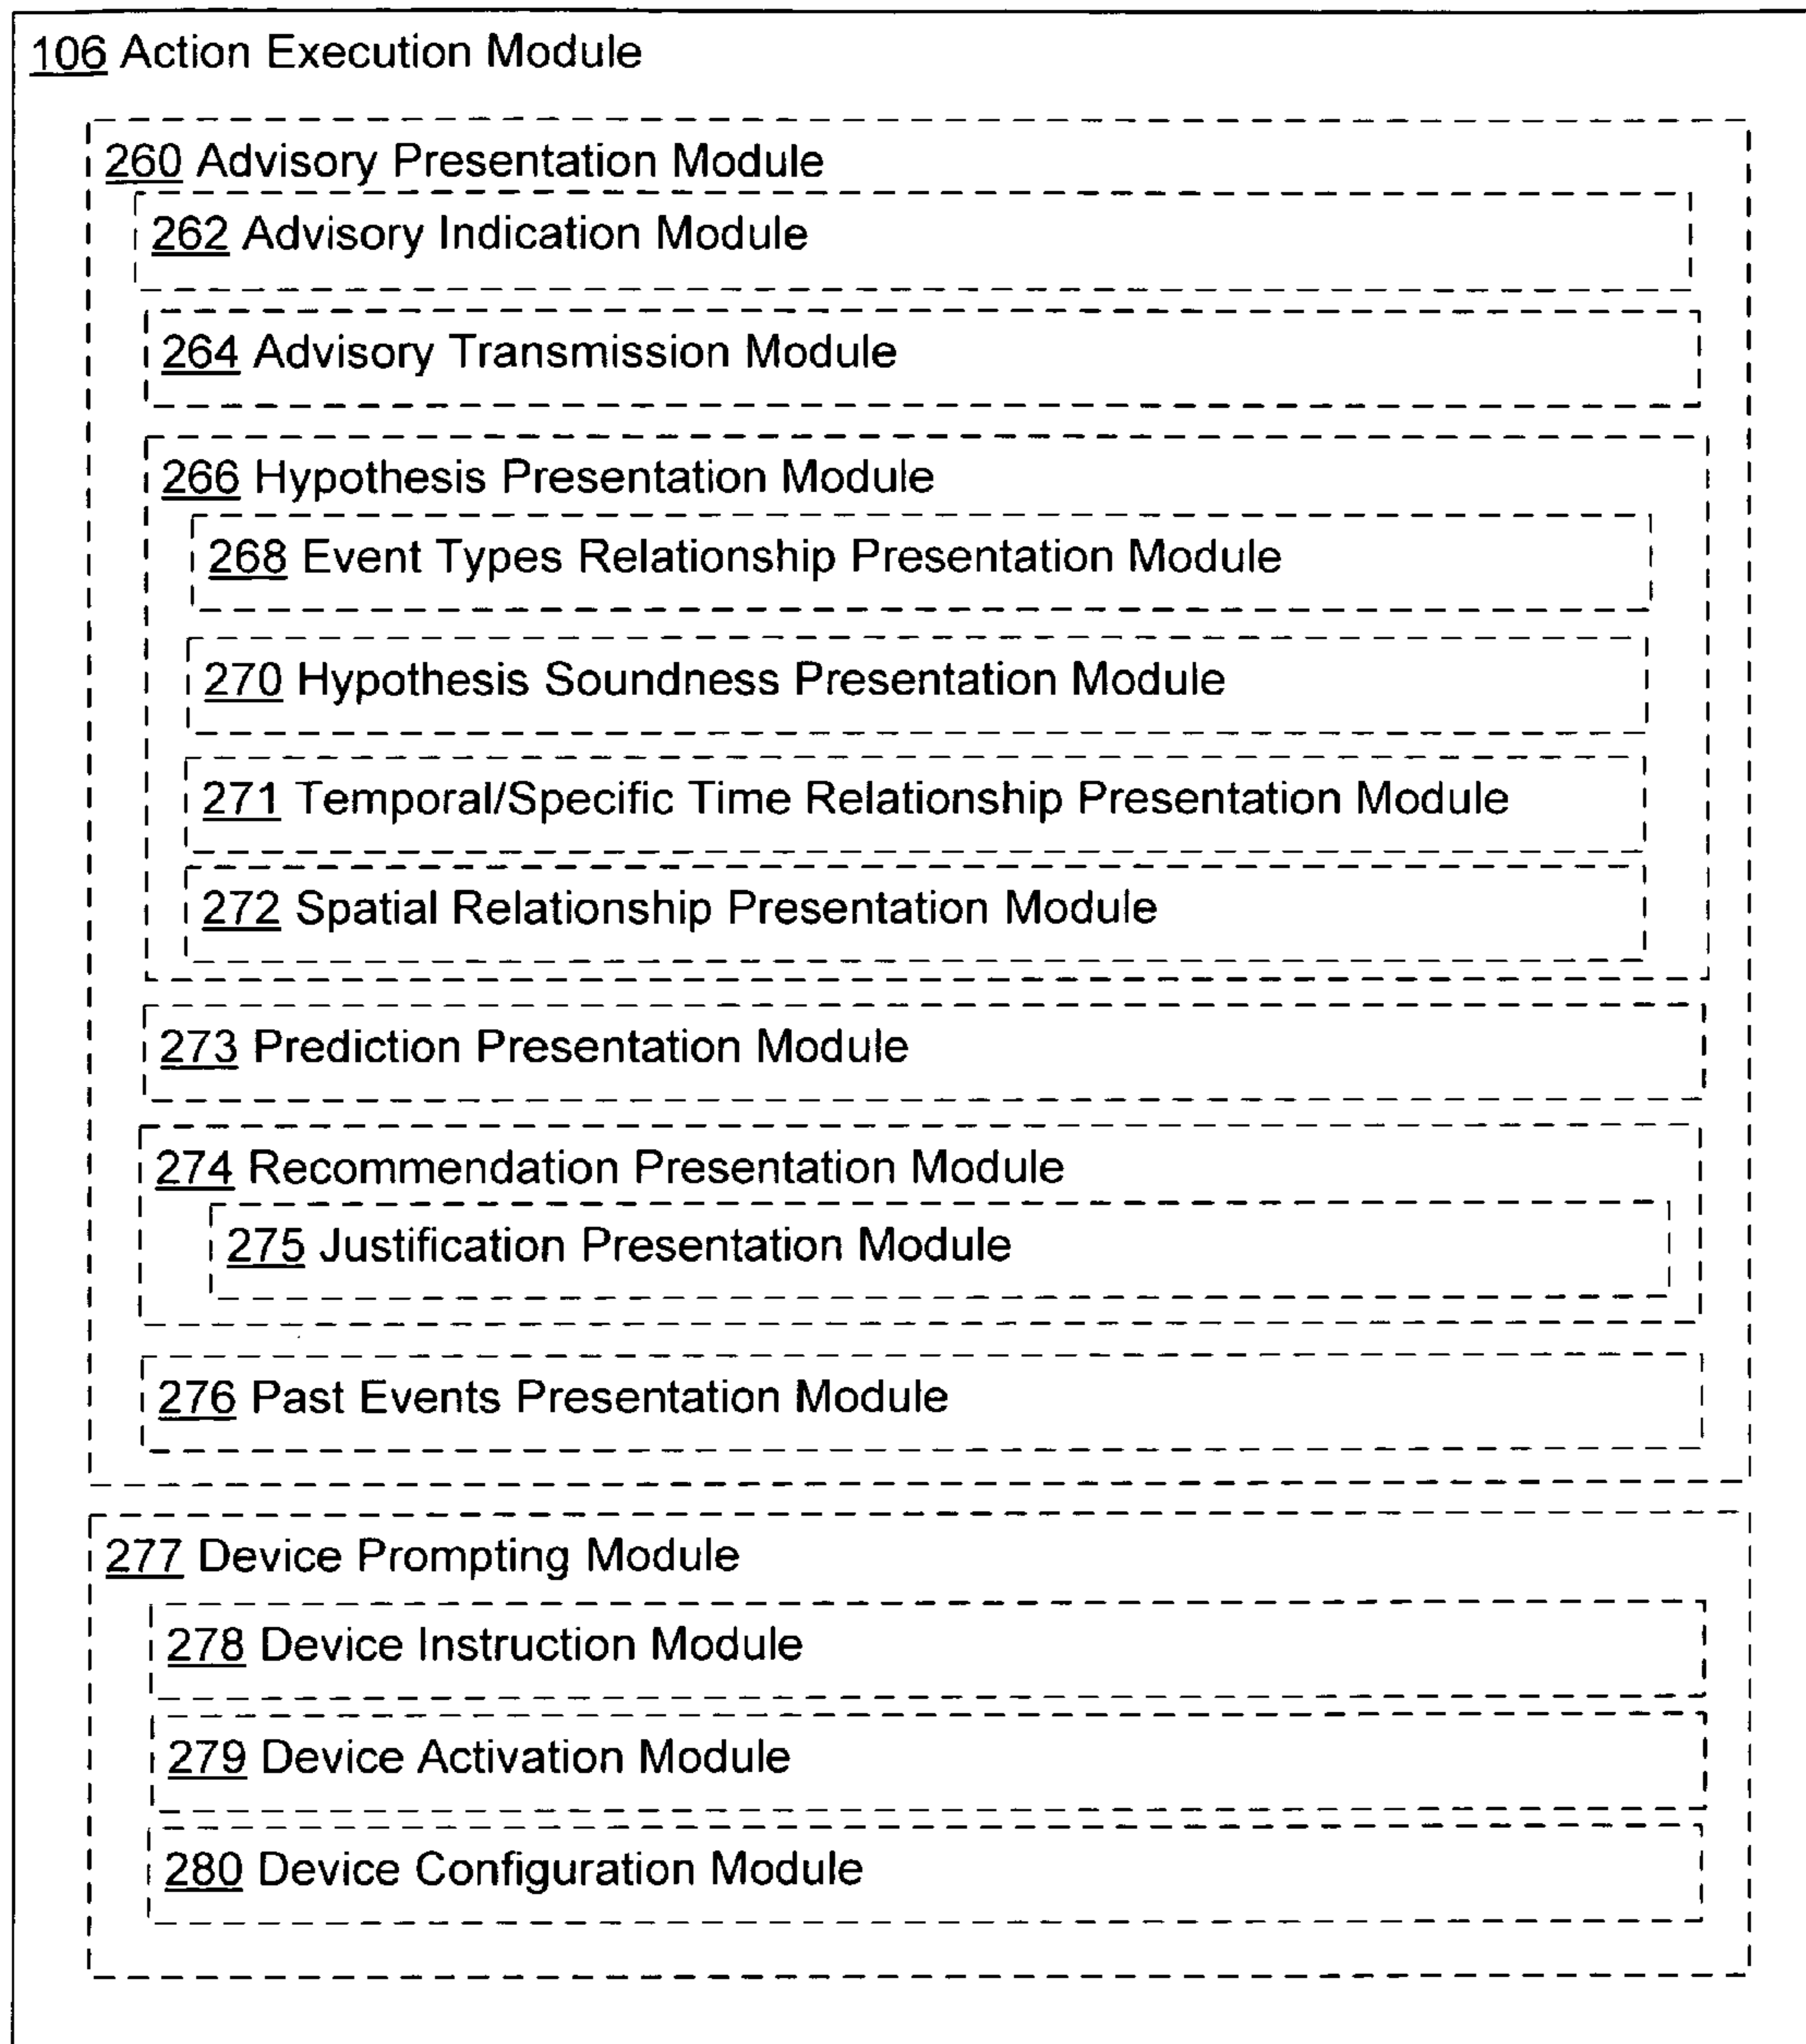 106 Action Execution Module
260 Advisory Presentation Module
262 Advisory Indication Module
264 Advisory Transmission Module
266 Hypothesis Presentation Module
268 Event Types Relationship Presentation Module
270 Hypothesis Soundness Presentation Module
271 Temporal/Specific Time Relationship Presentation Module
272 Spatial Relationship Presentation Module
273 Prediction Presentation Module
274 Recommendation Presentation Module
275 Justification Presentation Module
276 Past Events Presentation Module
277 Device Prompting Module
278 Device Instruction Module
279 Device Activation Module
280 Device Configuration Module